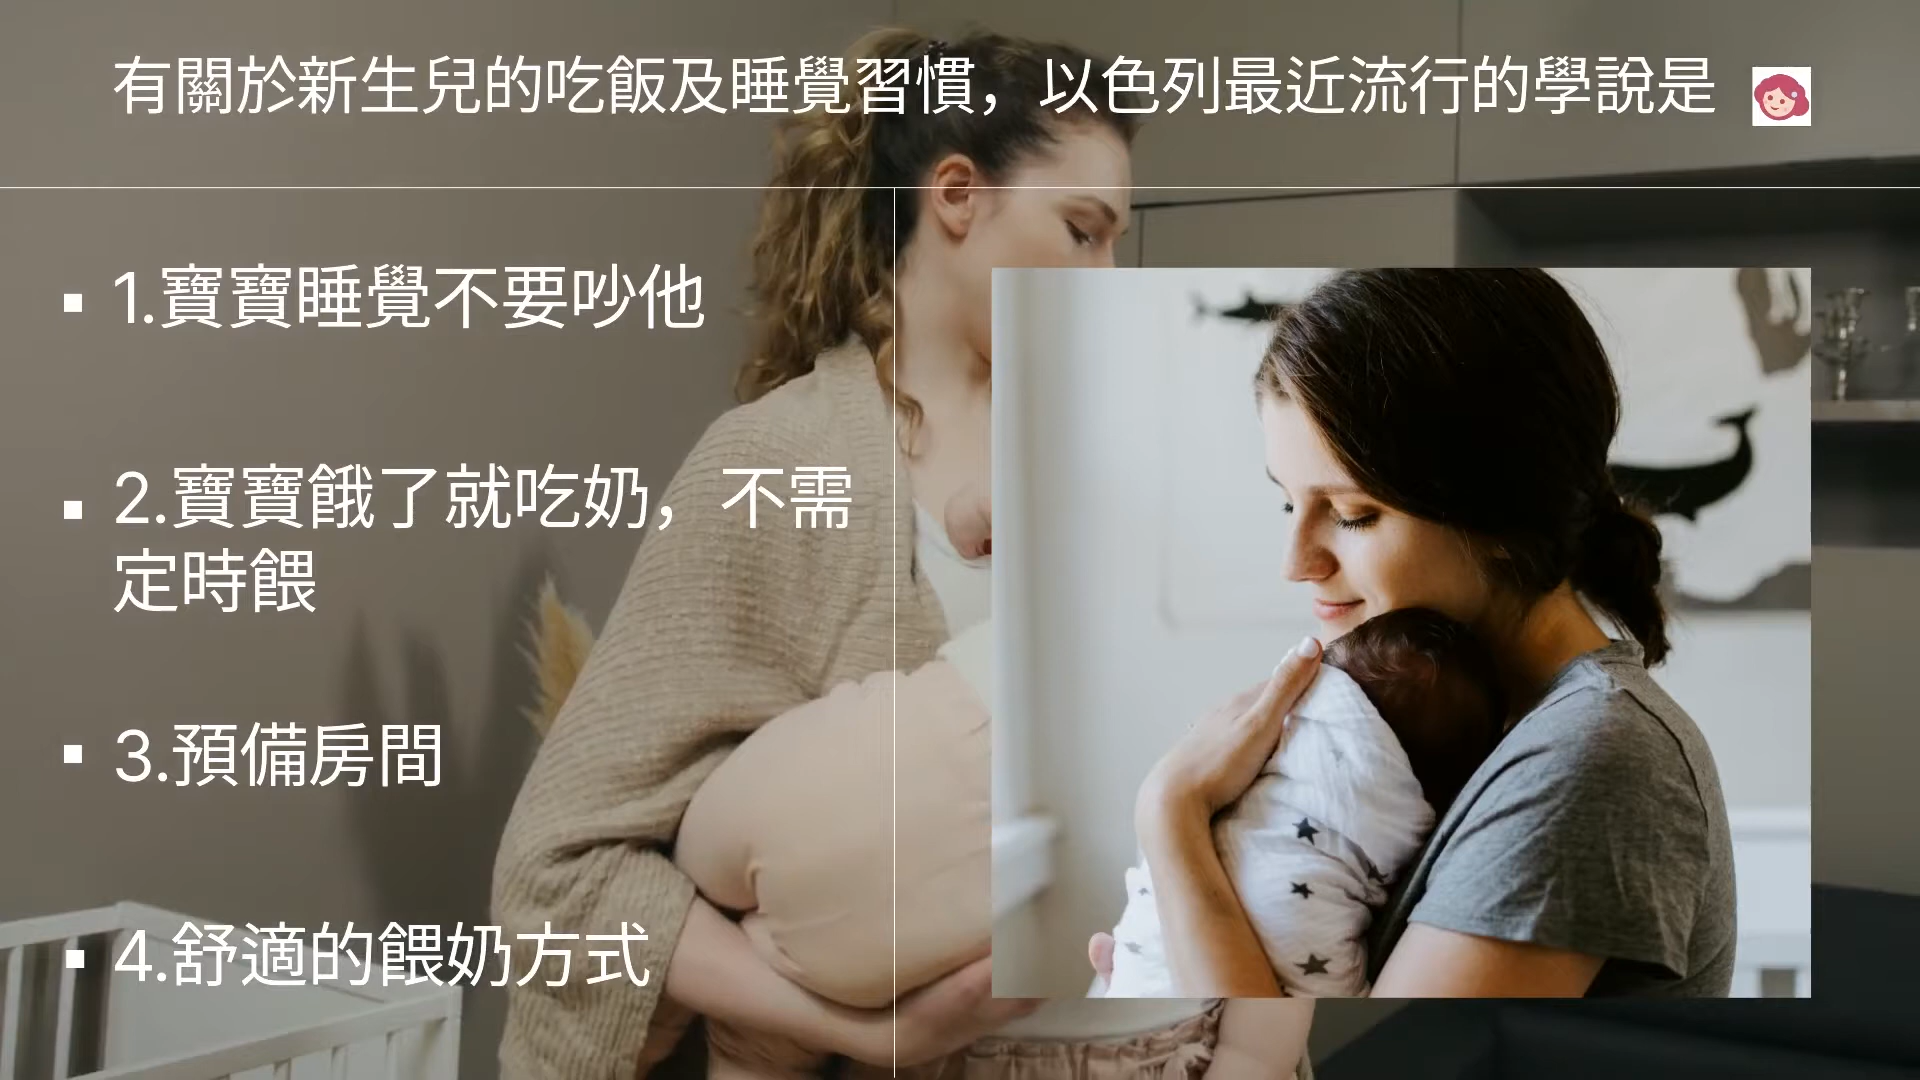 有關於新生兒的吃飯及睡覺習慣，以色列最近流行的學說是
1.寶寶睡覺不要吵他
2.寶寶餓了就吃奶，不需
定時餵
3.預備房間
4.舒適的餵奶方式